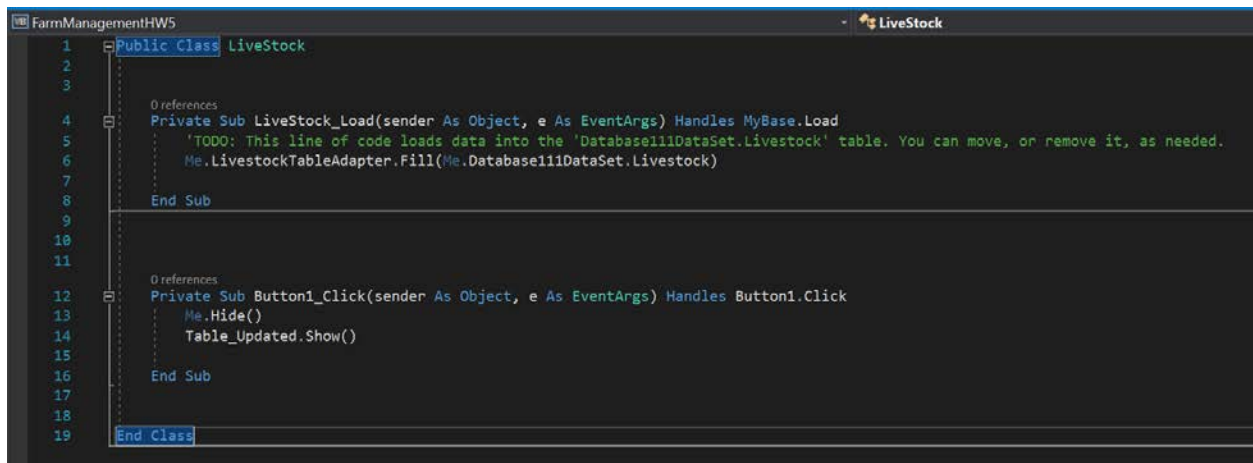 VB FarmManagementHW5 LiveStock
1 Public Class LiveStock
2
3
0 references
4 Private Sub LiveStock_Load(sender As Object, e As EventArgs) Handles MyBase.Load
5 'TODO: This line of code loads data into the 'Database111DataSet.Livestock' table. You can move, or remove it, as needed.
6 Me.LivestockTableAdapter.Fill(Me.Database111DataSet.Livestock)
7
8 End Sub
9
10
11
0 references
12 Private Sub Button1_Click(sender As Object, e As EventArgs) Handles Button1.Click
13 Me.Hide()
14 Table_Updated.Show()
15
16 End Sub
17
18
19 End Class